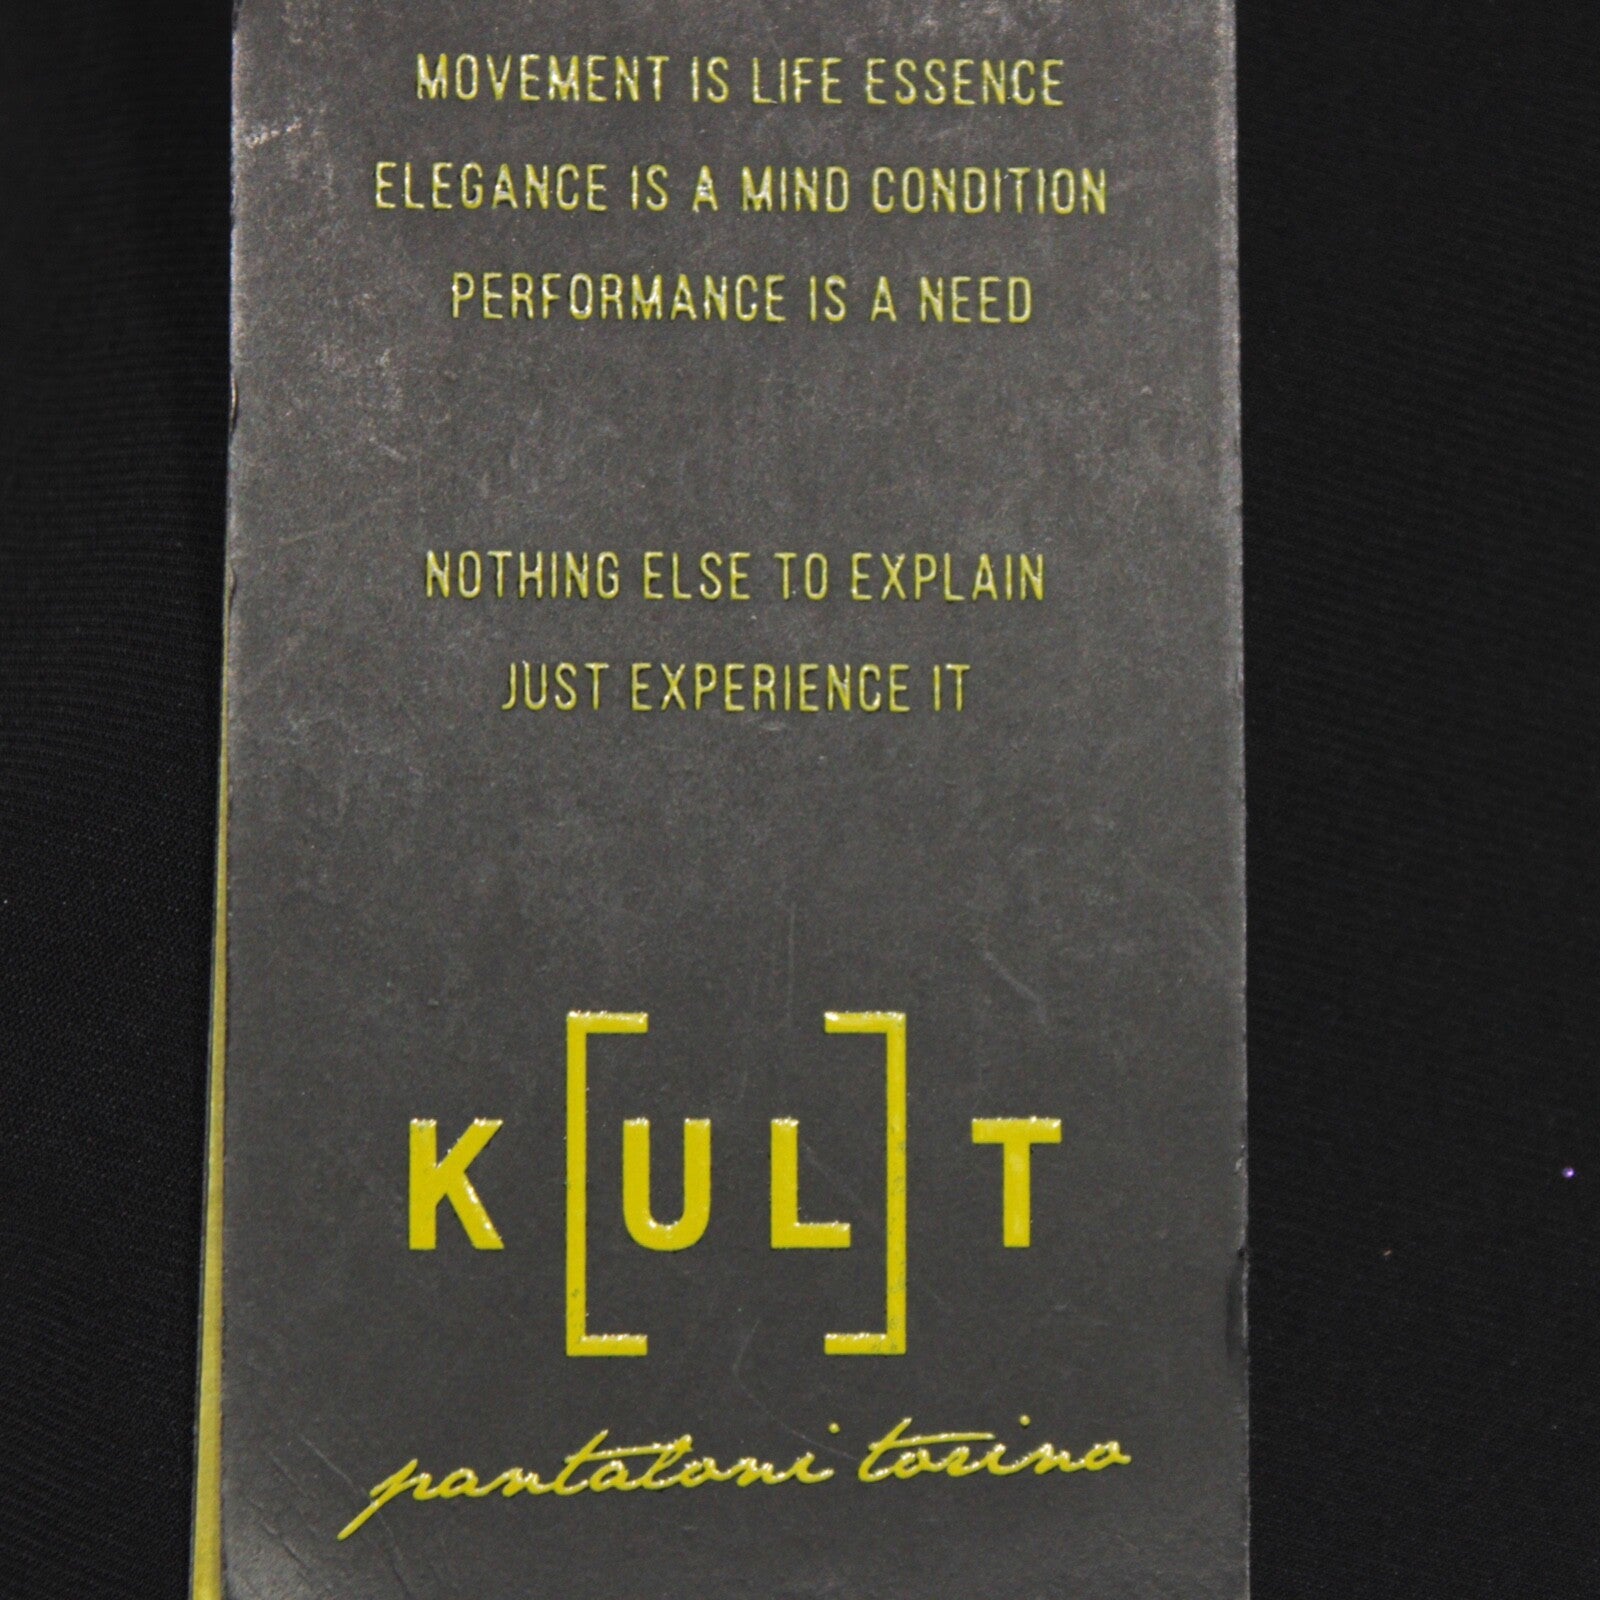 MOVEMENT IS LIFE ESSENCE
ELEGANCE IS A MIND CONDITION
PERFORMANCE IS A NEED
NOTHING ELSE TO EXPLAIN
JUST EXPERIENCE IT
K[UL]T
pantaloni torino